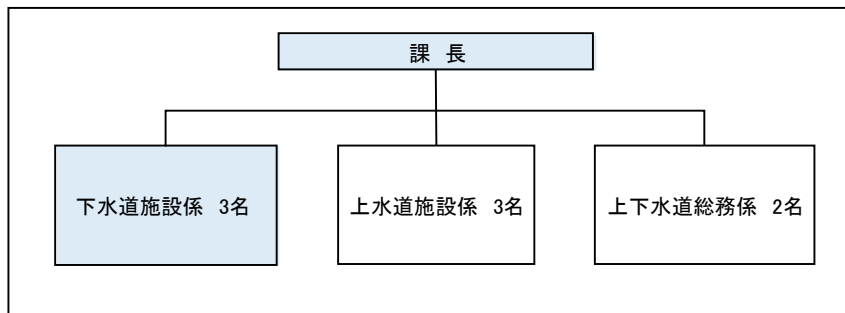 課 長
下水道施設係 3名
上水道施設係 3名
上下水道総務係 2名